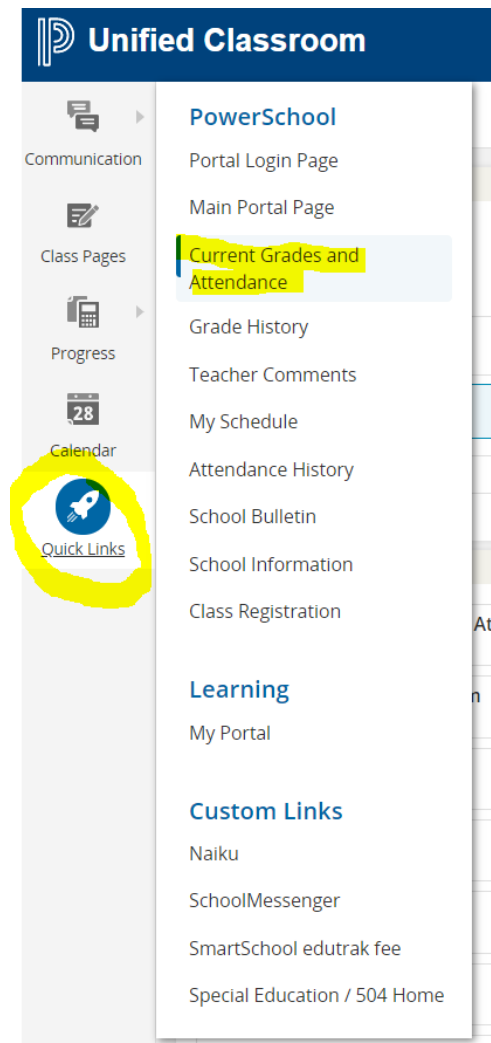 Unified Classroom
Communication
Class Pages
Progress
28
Calendar
Quick Links
PowerSchool
Portal Login Page
Main Portal Page
Current Grades and
Attendance
Grade History
Teacher Comments
My Schedule
Attendance History
School Bulletin
School Information
Class Registration
Learning
My Portal
Custom Links
Naiku
SchoolMessenger
SmartSchool edutrak fee
Special Education / 504 Home
At